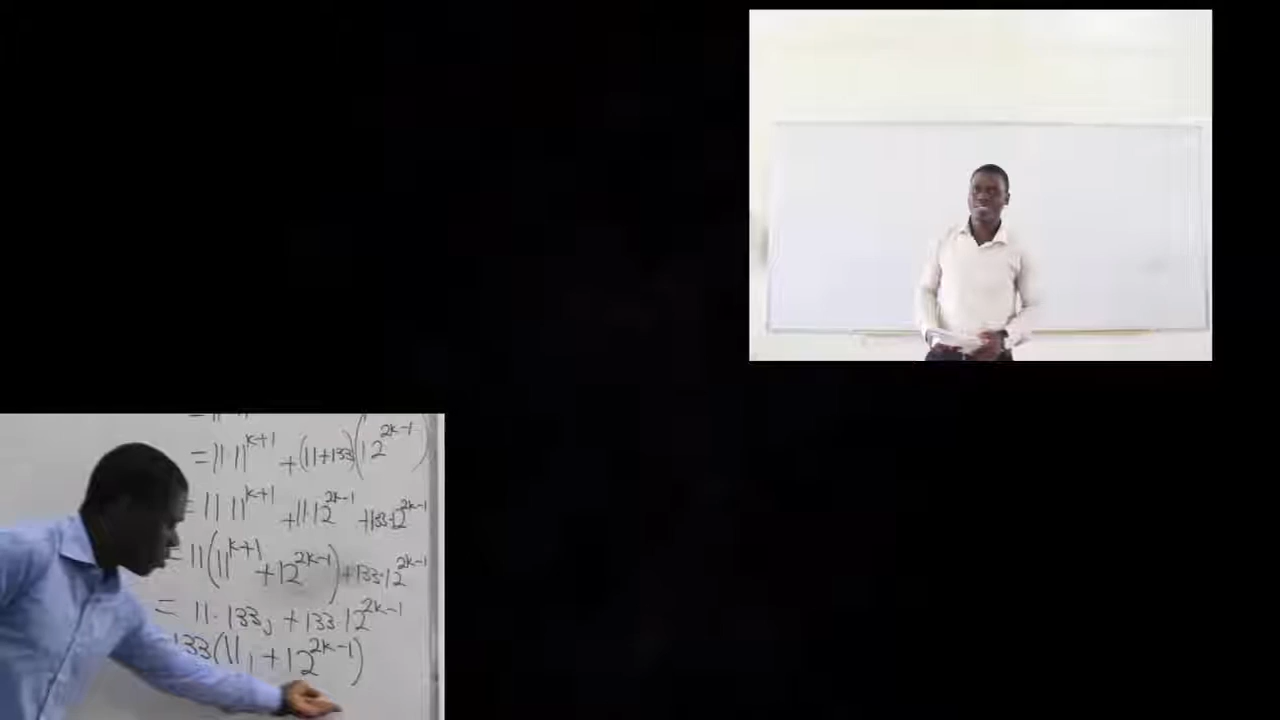 = 11·11^{k+1} + (11+133)(12^{2k-1})
= 11·11^{k+1} + 11·12^{2k-1} + 133·12^{2k-1}
= 11(11^{k+1} + 12^{2k-1}) + 133·12^{2k-1}
= 11·133j + 133·12^{2k-1}
133(11j + 12^{2k-1})